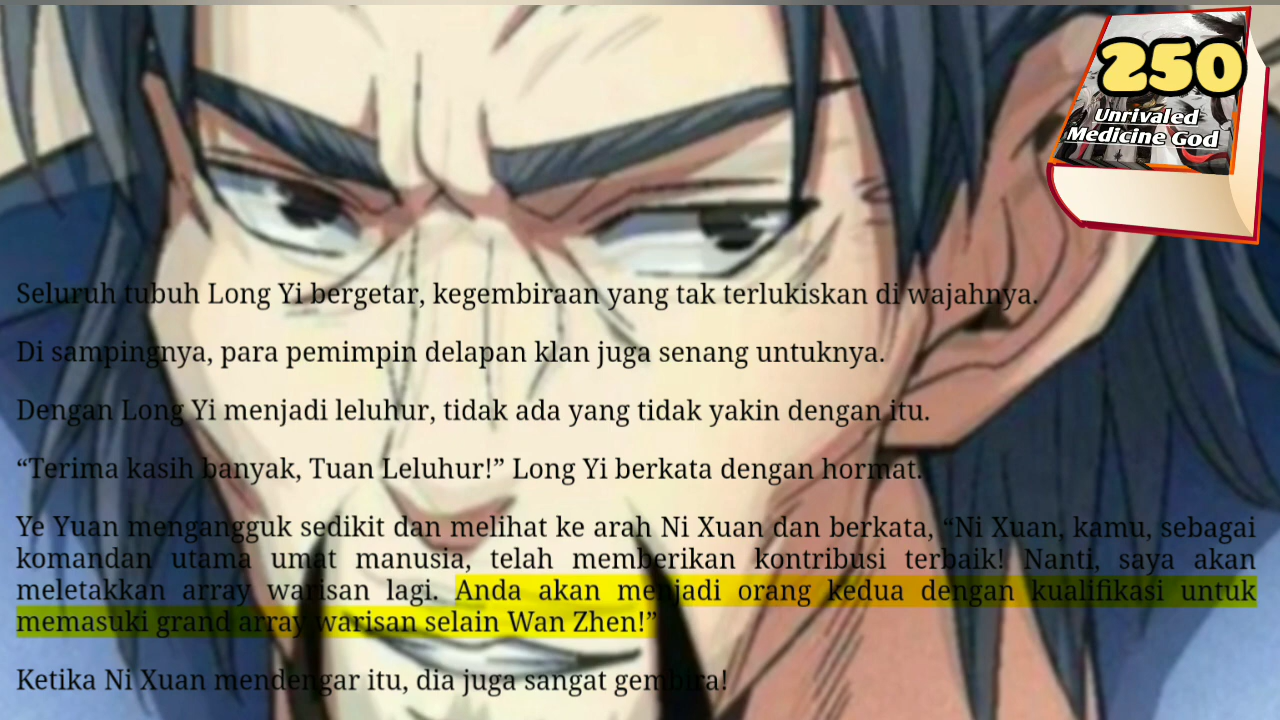 250
Unrivaled
Medicine God
Seluruh tubuh Long Yi bergetar, kegembiraan yang tak terlukiskan di wajahnya.
Di sampingnya, para pemimpin delapan klan juga senang untuknya.
Dengan Long Yi menjadi leluhur, tidak ada yang tidak yakin dengan itu.
“Terima kasih banyak, Tuan Leluhur!” Long Yi berkata dengan hormat.
Ye Yuan mengangguk sedikit dan melihat ke arah Ni Xuan dan berkata, “Ni Xuan, kamu, sebagai
komandan utama umat manusia, telah memberikan kontribusi terbaik! Nanti, saya akan
meletakkan array warisan lagi. Anda akan menjadi orang kedua dengan kualifikasi untuk
memasuki grand array warisan selain Wan Zhen!”
Ketika Ni Xuan mendengar itu, dia juga sangat gembira!